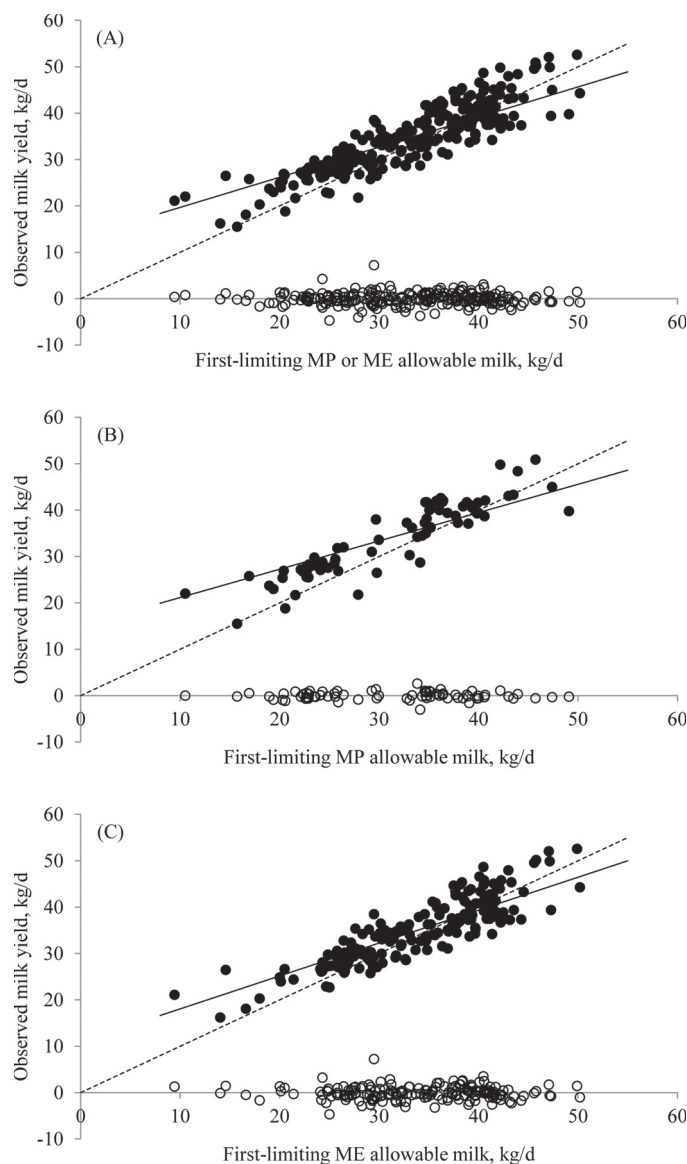 60
(A)
50
40
30
20
10
0
0 10 20 30 40 50 60
-10
Observed milk yield, kg/d
First-limiting MP or ME allowable milk, kg/d
60
(B)
50
40
30
20
10
0
0 10 20 30 40 50 60
-10
Observed milk yield, kg/d
First-limiting MP allowable milk, kg/d
60
(C)
50
40
30
20
10
0
0 10 20 30 40 50 60
-10
Observed milk yield, kg/d
First-limiting ME allowable milk, kg/d